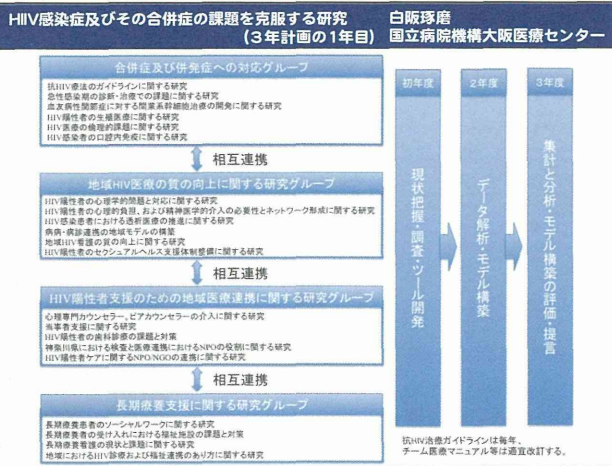 HIV感染症及びその合併症の課題を克服する研究
(3年計画の1年目)
白阪琢磨
国立病院機構大阪医療センター
合併症及び併発症への対応グループ
抗HIV療法のガイドラインに関する研究
急性感染期の診断・治療での課題に関する研究
血友病性関節症に対する間葉系幹細胞治療の開発に関する研究
HIV陽性者の生殖医療に関する研究
HIV医療の倫理的課題に関する研究
HIV感染者の口腔内免疫に関する研究
相互連携
地域HIV医療の質の向上に関する研究グループ
HIV陽性者の心理学的問題と対応に関する研究
HIV陽性者の心理的負担、および精神医学的介入の必要性とネットワーク形成に関する研究
HIV感染患者における透析医療の推進に関する研究
病病・病診連携の地域モデルの構築
地域HIV看護の質の向上に関する研究
HIV陽性者のセクシュアルヘルス支援体制整備に関する研究
相互連携
HIV陽性者支援のための地域医療連携に関する研究グループ
心理専門カウンセラー、ピアカウンセラーの介入に関する研究
当事者支援に関する研究
HIV陽性者の歯科診療の課題と対策
神奈川県における検査と医療連携におけるNPOの役割に関する研究
HIV陽性者ケアに関するNPO/NGOの連携に関する研究
相互連携
長期療養支援に関する研究グループ
長期療養患者のソーシャルワークに関する研究
長期療養者の受け入れにおける福祉施設の課題と対策
長期療養看護の現状と課題に関する研究
地域におけるHIV診療および福祉連携のあり方に関する研究
初年度
現状把握・調査・ツール開発
2年度
データ解析・モデル構築
3年度
集計と分析・モデル構築の評価・提言
抗HIV治療ガイドラインは毎年、
チーム医療マニュアル等は適宜改訂する。